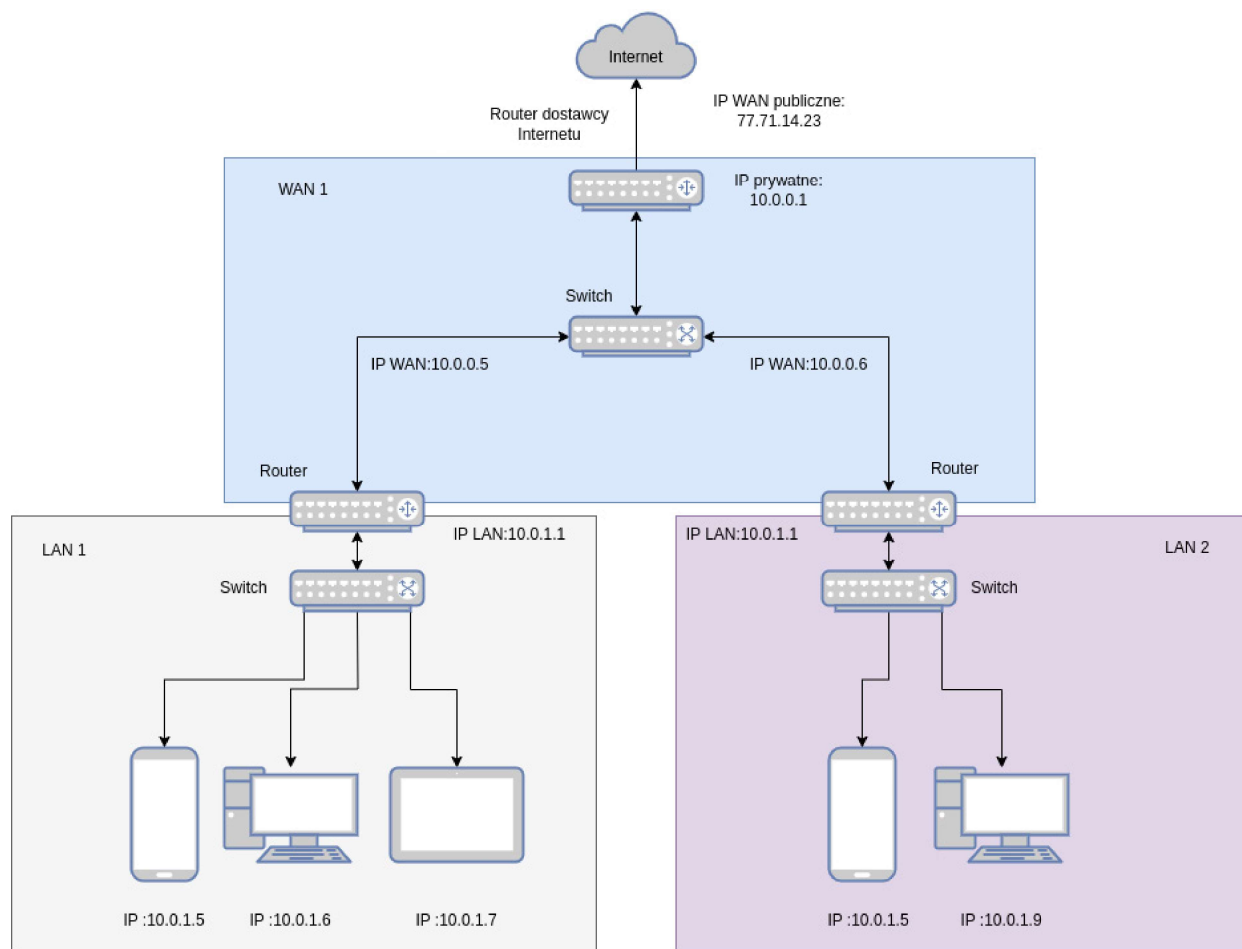 Internet
IP WAN publiczne:
77.71.14.23
Router dostawcy
Internetu
WAN 1
IP prywatne:
10.0.0.1
Switch
IP WAN:10.0.0.5
IP WAN:10.0.0.6
Router
Router
IP LAN:10.0.1.1
IP LAN:10.0.1.1
LAN 1
LAN 2
Switch
Switch
IP :10.0.1.5
IP :10.0.1.6
IP :10.0.1.7
IP :10.0.1.5
IP :10.0.1.9